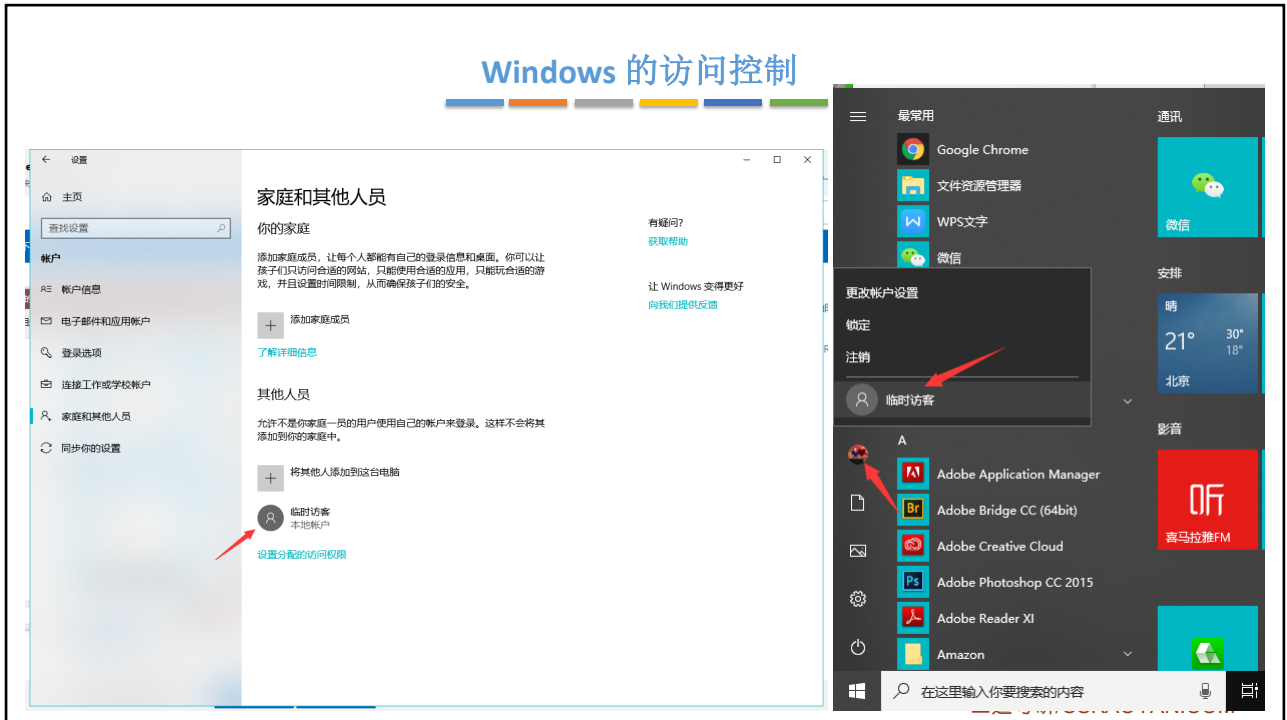 Windows 的访问控制
设置
主页
查找设置
帐户
帐户信息
电子邮件和应用帐户
登录选项
连接工作或学校帐户
家庭和其他人员
同步你的设置
家庭和其他人员
你的家庭
添加家庭成员，让每个人都能有自己的登录信息和桌面。你可以让
孩子们只访问合适的网站，只能使用合适的应用，只能玩合适的游
戏，并且设置时间限制，从而确保孩子们的安全。
添加家庭成员
了解详细信息
其他人员
允许不是你家庭一员的用户使用自己的帐户来登录。这样不会将其
添加到你的家庭中。
将其他人添加到这台电脑
临时访客
本地帐户
设置分配的访问权限
有疑问?
获取帮助
让 Windows 变得更好
向我们提供反馈
最常用
Google Chrome
文件资源管理器
WPS文字
微信
更改帐户设置
锁定
注销
临时访客
A
Adobe Application Manager
Br
Adobe Bridge CC (64bit)
Adobe Creative Cloud
Ps
Adobe Photoshop CC 2015
Adobe Reader XI
Amazon
在这里输入你要搜索的内容
通讯
微信
安排
晴
21° 30°
18°
北京
影音
听
喜马拉雅FM